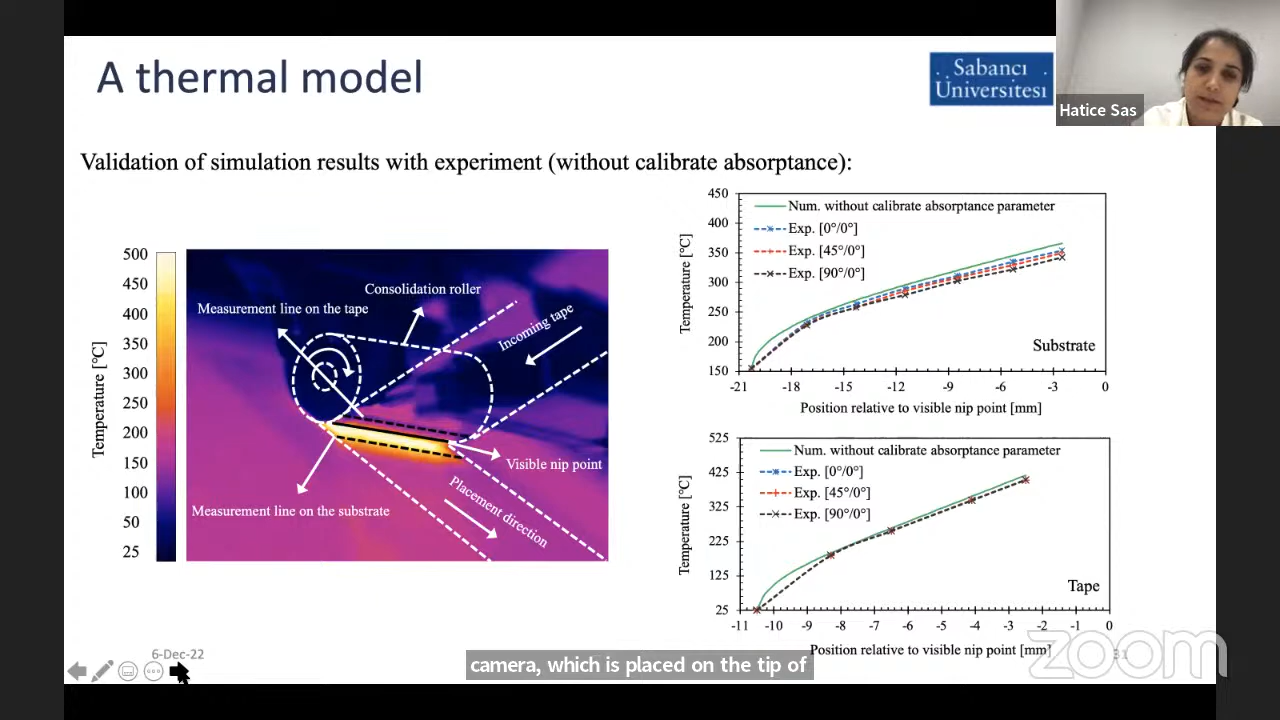 A thermal model
Sabancı
Üniversitesi
Hatice Sas
Validation of simulation results with experiment (without calibrate absorptance):
500
450
400
350
300
250
200
150
100
50
25
Temperature [℃]
Measurement line on the tape
Consolidation roller
Incoming tape
Visible nip point
Placement direction
Measurement line on the substrate
450
400
350
300
250
200
150
Temperature [℃]
Num. without calibrate absorptance parameter
Exp. [0°/0°]
Exp. [45°/0°]
Exp. [90°/0°]
Substrate
-21 -18 -15 -12 -9 -6 -3 0
Position relative to visible nip point [mm]
525
425
325
225
125
25
Temperature [℃]
Num. without calibrate absorptance parameter
Exp. [0°/0°]
Exp. [45°/0°]
Exp. [90°/0°]
Tape
-11 -10 -9 -8 -7 -6 -5 -4 -3 -2 -1 0
Position relative to visible nip point [mm]
6-Dec-22
31
camera, which is placed on the tip of
zoom